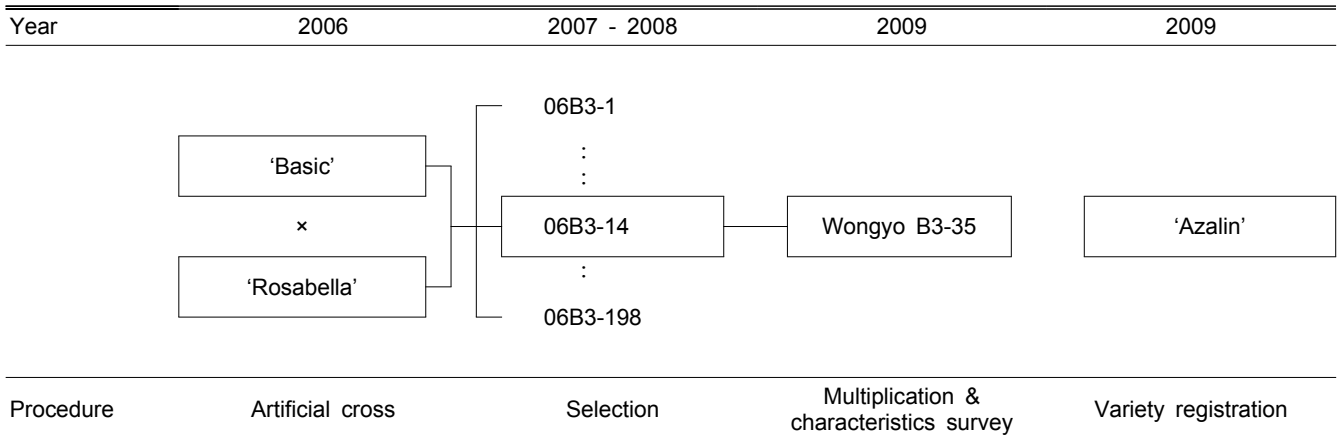 Year 2006 2007 - 2008 2009 2009
06B3-1
‘Basic’
:
:
× 06B3-14 Wongyo B3-35 ‘Azalin’
:
‘Rosabella’
06B3-198
Procedure Artificial cross Selection Multiplication & characteristics survey Variety registration